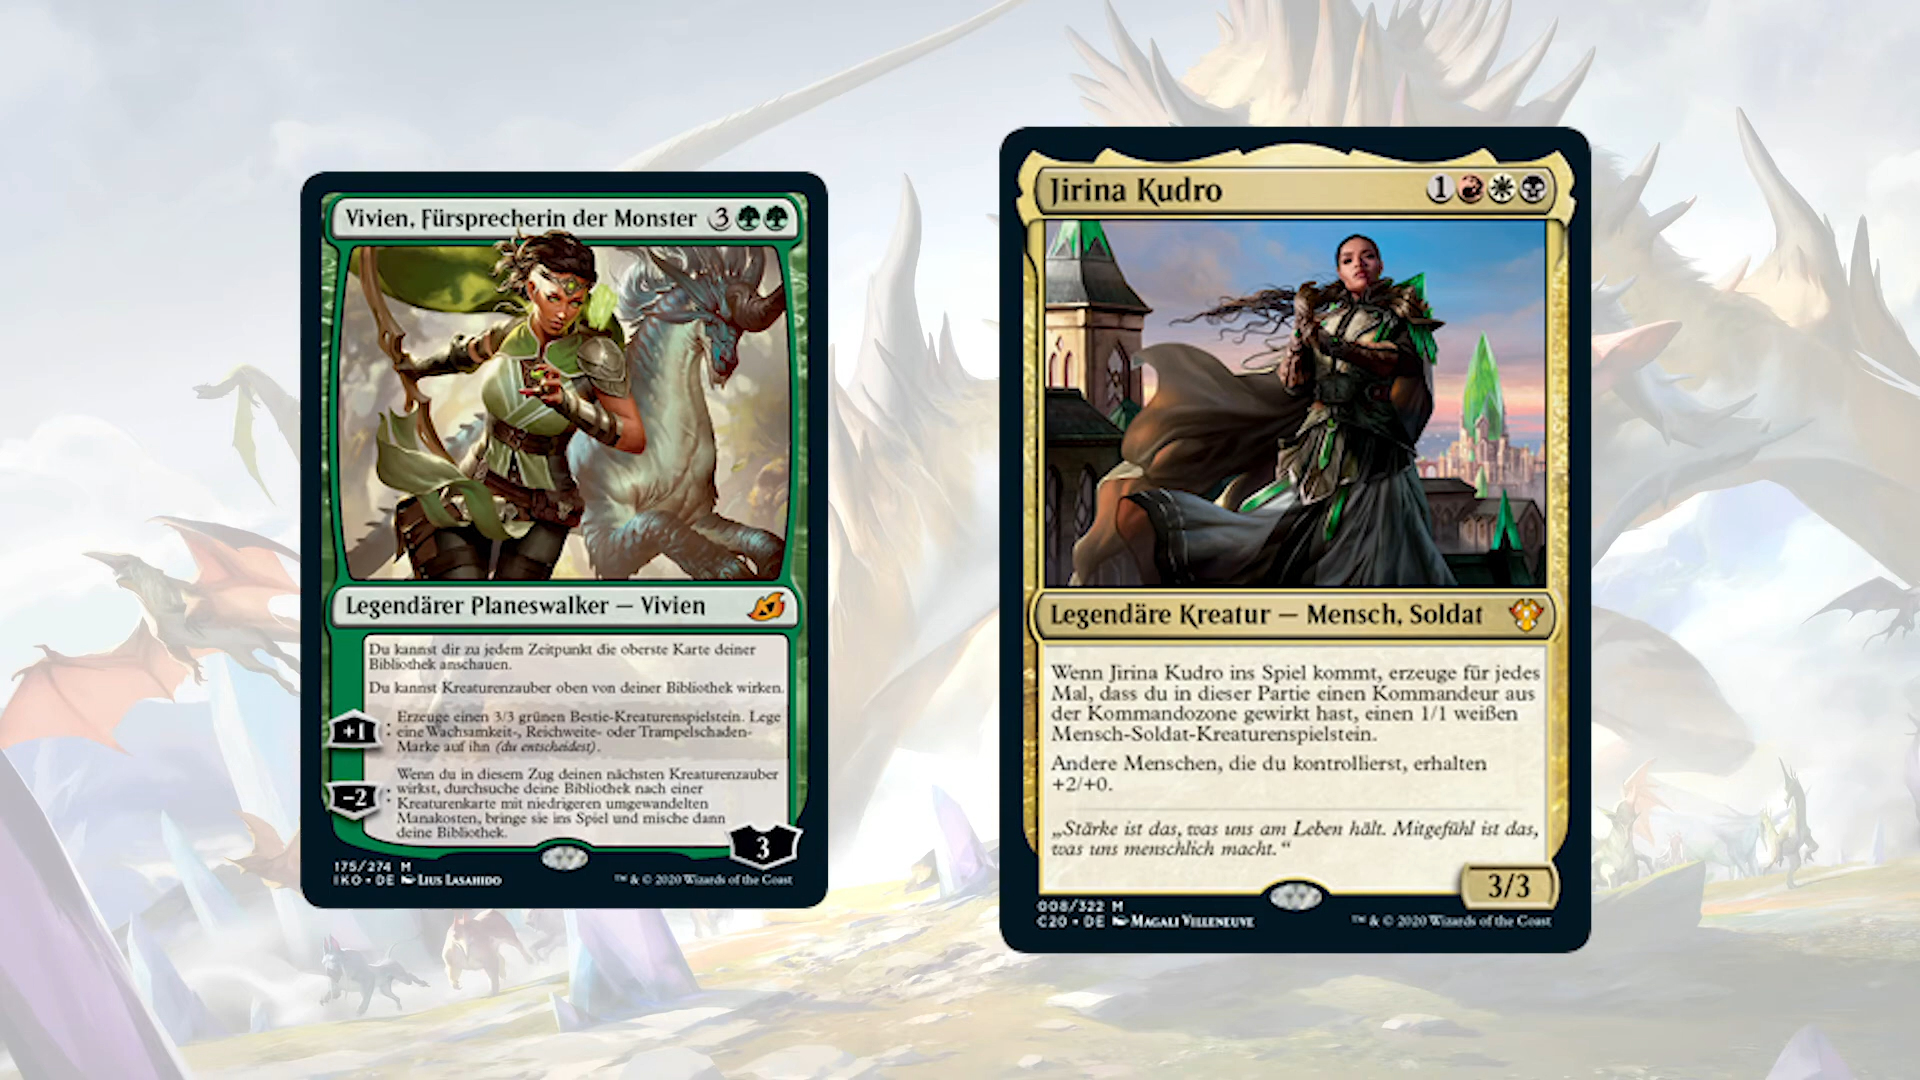 Vivien, Fürsprecherin der Monster 3
Legendärer Planeswalker — Vivien
Du kannst dir zu jedem Zeitpunkt die oberste Karte deiner
Bibliothek anschauen.
Du kannst Kreaturenzauber oben von deiner Bibliothek wirken.
+1 : Erzeuge einen 3/3 grünen Bestie-Kreaturenspielstein. Lege
eine Wachsamkeit-, Reichweite- oder Trampelschaden-
Marke auf ihn (du entscheidest).
−2 : Wenn du in diesem Zug deinen nächsten Kreaturenzauber
wirkst, durchsuche deine Bibliothek nach einer
Kreaturenkarte mit niedrigeren umgewandelten
Manakosten, bringe sie ins Spiel und mische dann
deine Bibliothek.
3
175/274 M
IKO • DE Lius Lasahido
™ & © 2020 Wizards of the Coast
Jirina Kudro 1
Legendäre Kreatur — Mensch, Soldat
Wenn Jirina Kudro ins Spiel kommt, erzeuge für jedes
Mal, dass du in dieser Partie einen Kommandeur aus
der Kommandozone gewirkt hast, einen 1/1 weißen
Mensch-Soldat-Kreaturenspielstein.
Andere Menschen, die du kontrollierst, erhalten
+2/+0.
„Stärke ist das, was uns am Leben hält. Mitgefühl ist das,
was uns menschlich macht.“
3/3
008/322 M
C20 • DE Magali Villeneuve
™ & © 2020 Wizards of the Coast